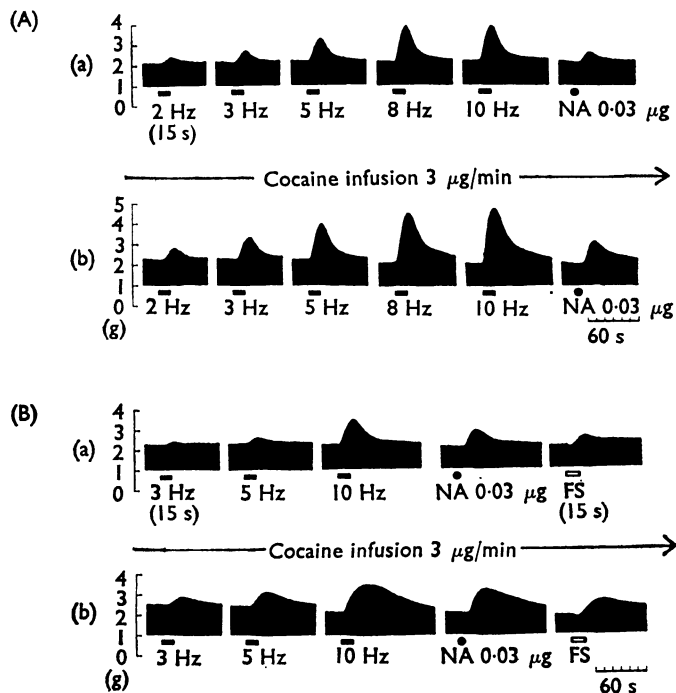 (A)
4
3
(a) 2
1
0
2 Hz 3 Hz 5 Hz 8 Hz 10 Hz NA 0·03 μg
(15 s)
Cocaine infusion 3 μg/min
5
4
3
(b) 2
1
0
2 Hz 3 Hz 5 Hz 8 Hz 10 Hz NA 0·03 μg
(g)
60 s
(B)
4
3
(a) 2
1
0
3 Hz 5 Hz 10 Hz NA 0·03 μg FS
(15 s) (15 s)
Cocaine infusion 3 μg/min
4
3
(b) 2
1
0
3 Hz 5 Hz 10 Hz NA 0·03 μg FS
(g) 60 s